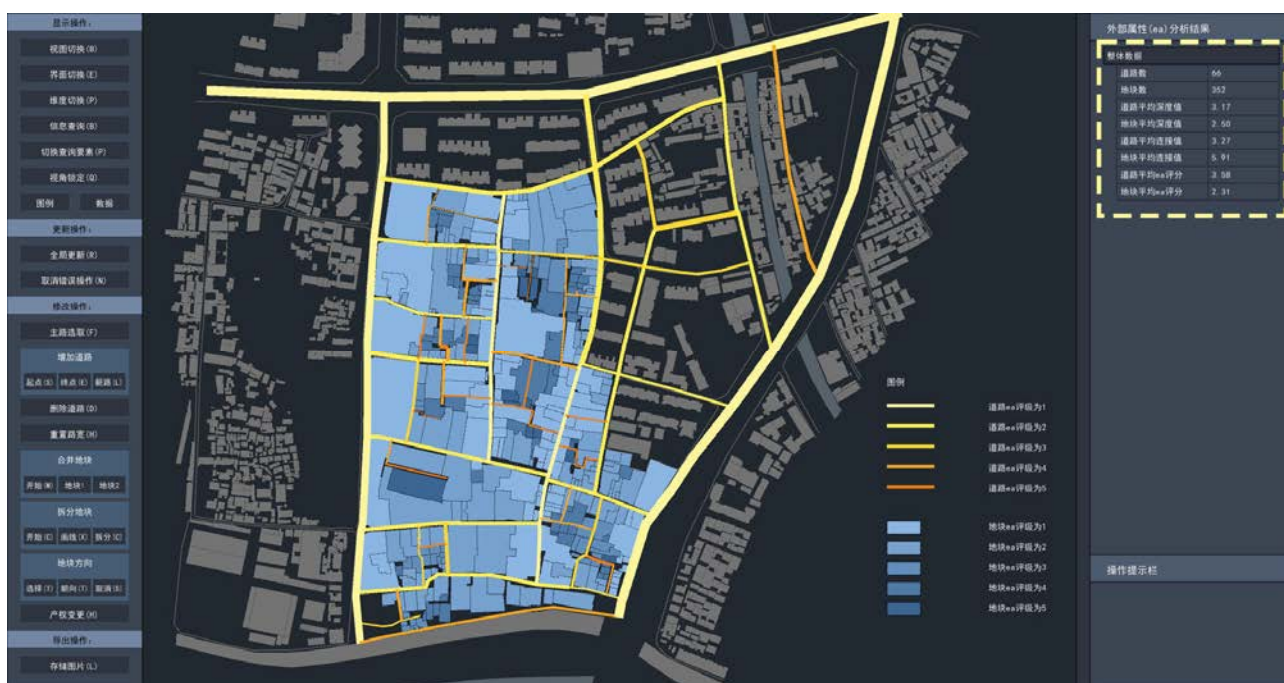 显示操作:
视图切换(B)
界面切换(E)
维度切换(P)
信息查询(B)
切换查询要素(P)
视角锁定(Q)
图例 数据
更新操作:
全局更新(R)
取消错误操作(N)
修改操作:
主路选取(F)
增加道路
起点(S) 终点(E) 截路(L)
删除道路(D)
重置路宽(H)
合并地块
开始(M) 地块1 地块2
拆分地块
开始(C) 画线(X) 拆分(C)
地块方向
选择(T) 朝向(T) 取消(S)
产权变更(H)
导出操作:
存储图片(L)
图例
道路ea评级为1
道路ea评级为2
道路ea评级为3
道路ea评级为4
道路ea评级为5
地块ea评级为1
地块ea评级为2
地块ea评级为3
地块ea评级为4
地块ea评级为5
外部属性(ea)分析结果
整体数据
道路数 66
地块数 352
道路平均深度值 3.17
地块平均深度值 2.50
道路平均连接值 3.27
地块平均连接值 5.91
道路平均ea评分 3.58
地块平均ea评分 2.31
操作提示栏